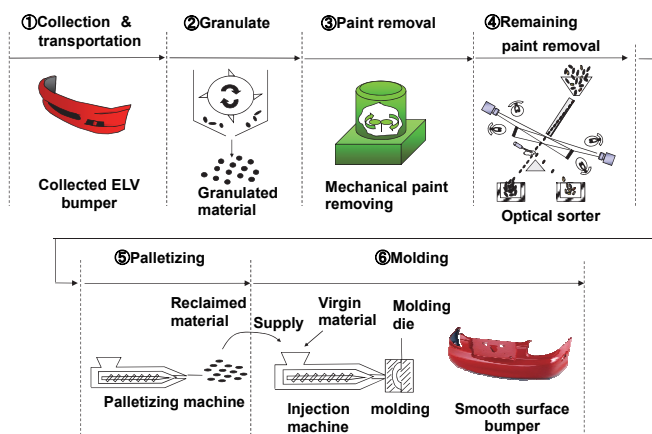 ①Collection &
transportation
②Granulate
③Paint removal
④Remaining
paint removal
Collected ELV
bumper
Granulated
material
Mechanical paint
removing
Optical sorter
⑤Palletizing
⑥Molding
Reclaimed
material
Supply
Virgin
material
Molding
die
Palletizing machine
Injection
machine
molding
Smooth surface
bumper